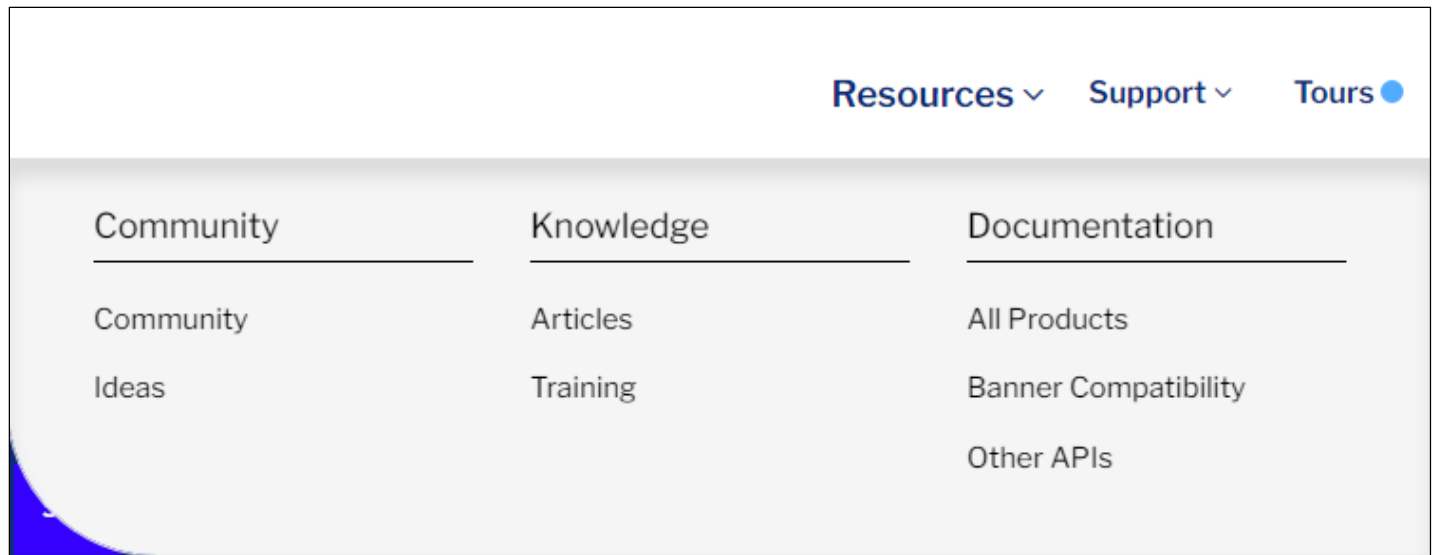 Resources Support Tours
Community Knowledge Documentation
Community Articles All Products
Ideas Training Banner Compatibility
Other APIs